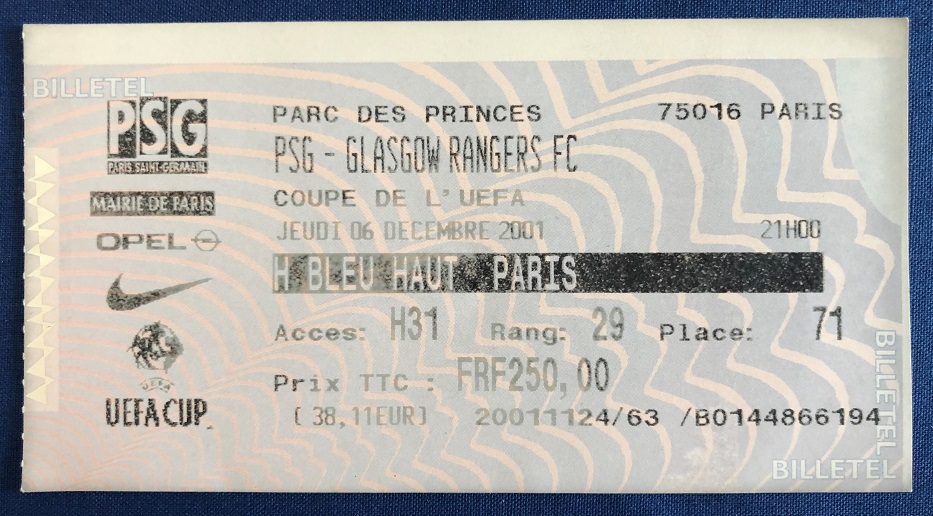 BILLETEL
PSG
PARIS SAINT-GERMAIN
MAIRIE DE PARIS
OPEL
UEFA
UEFA CUP
PARC DES PRINCES 75016 PARIS
PSG - GLASGOW RANGERS FC
COUPE DE L'UEFA
JEUDI 06 DECEMBRE 2001 21H00
H BLEU HAUT PARIS
Acces: H31 Rang: 29 Place: 71
Prix TTC : FRF250,00
( 38,11EUR) 20011124/63 /B0144866194
BILLETEL
BILLETEL